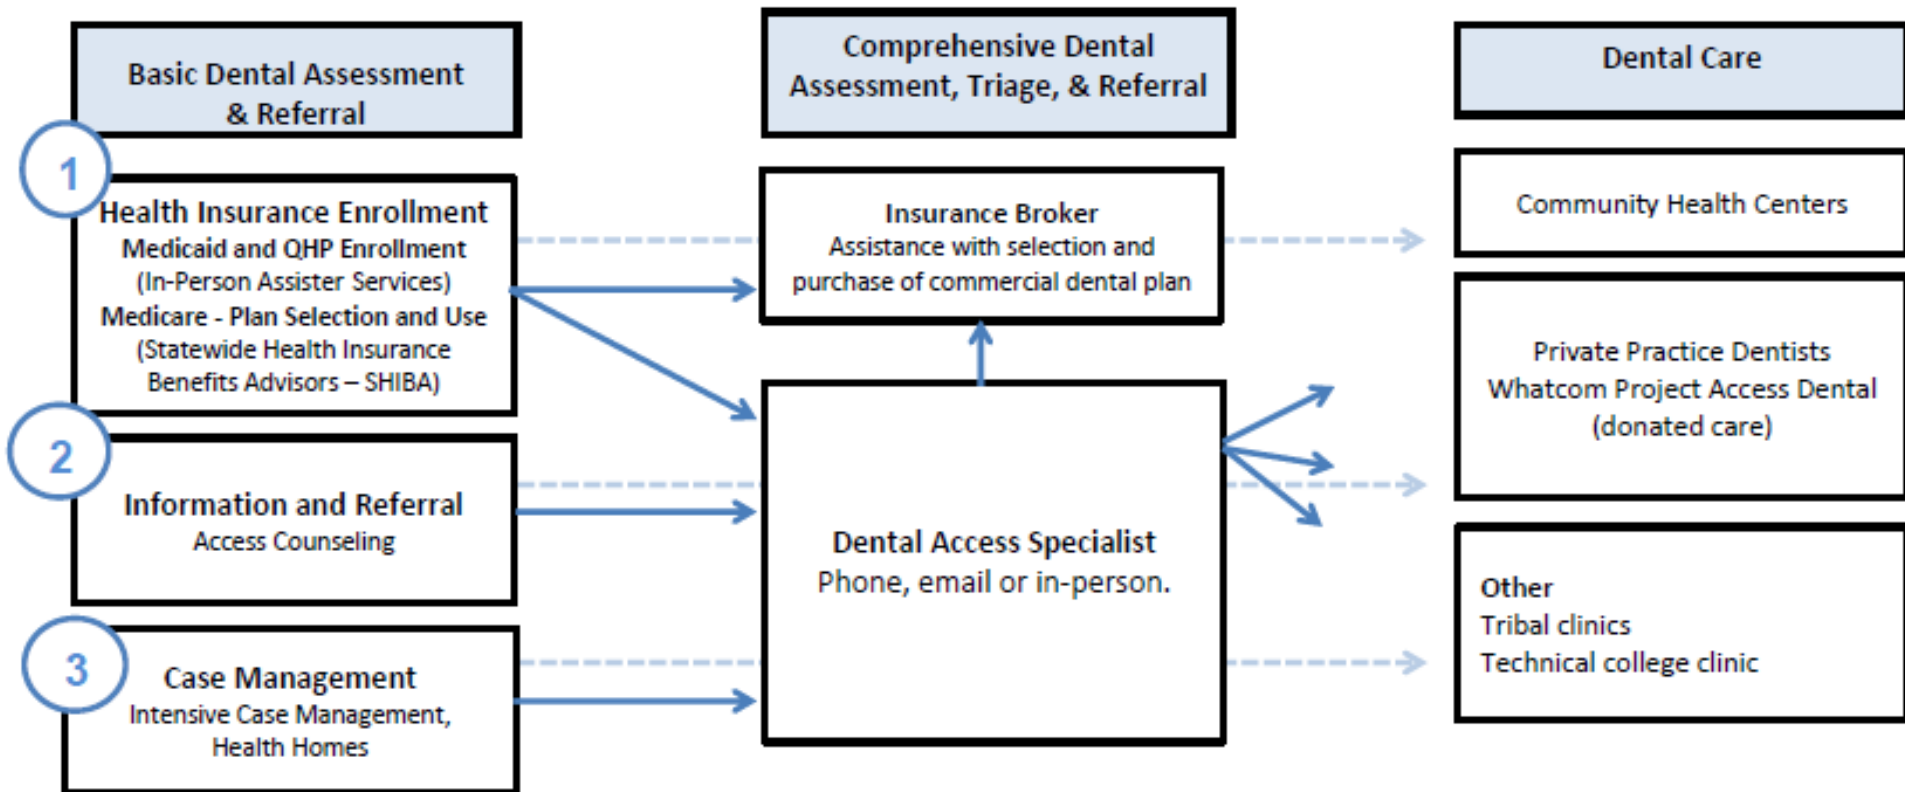 Basic Dental Assessment
& Referral
1
Health Insurance Enrollment
Medicaid and QHP Enrollment
(In-Person Assister Services)
Medicare - Plan Selection and Use
(Statewide Health Insurance
Benefits Advisors – SHIBA)
2
Information and Referral
Access Counseling
3
Case Management
Intensive Case Management,
Health Homes
Comprehensive Dental
Assessment, Triage, & Referral
Insurance Broker
Assistance with selection and
purchase of commercial dental plan
Dental Access Specialist
Phone, email or in-person.
Dental Care
Community Health Centers
Private Practice Dentists
Whatcom Project Access Dental
(donated care)
Other
Tribal clinics
Technical college clinic